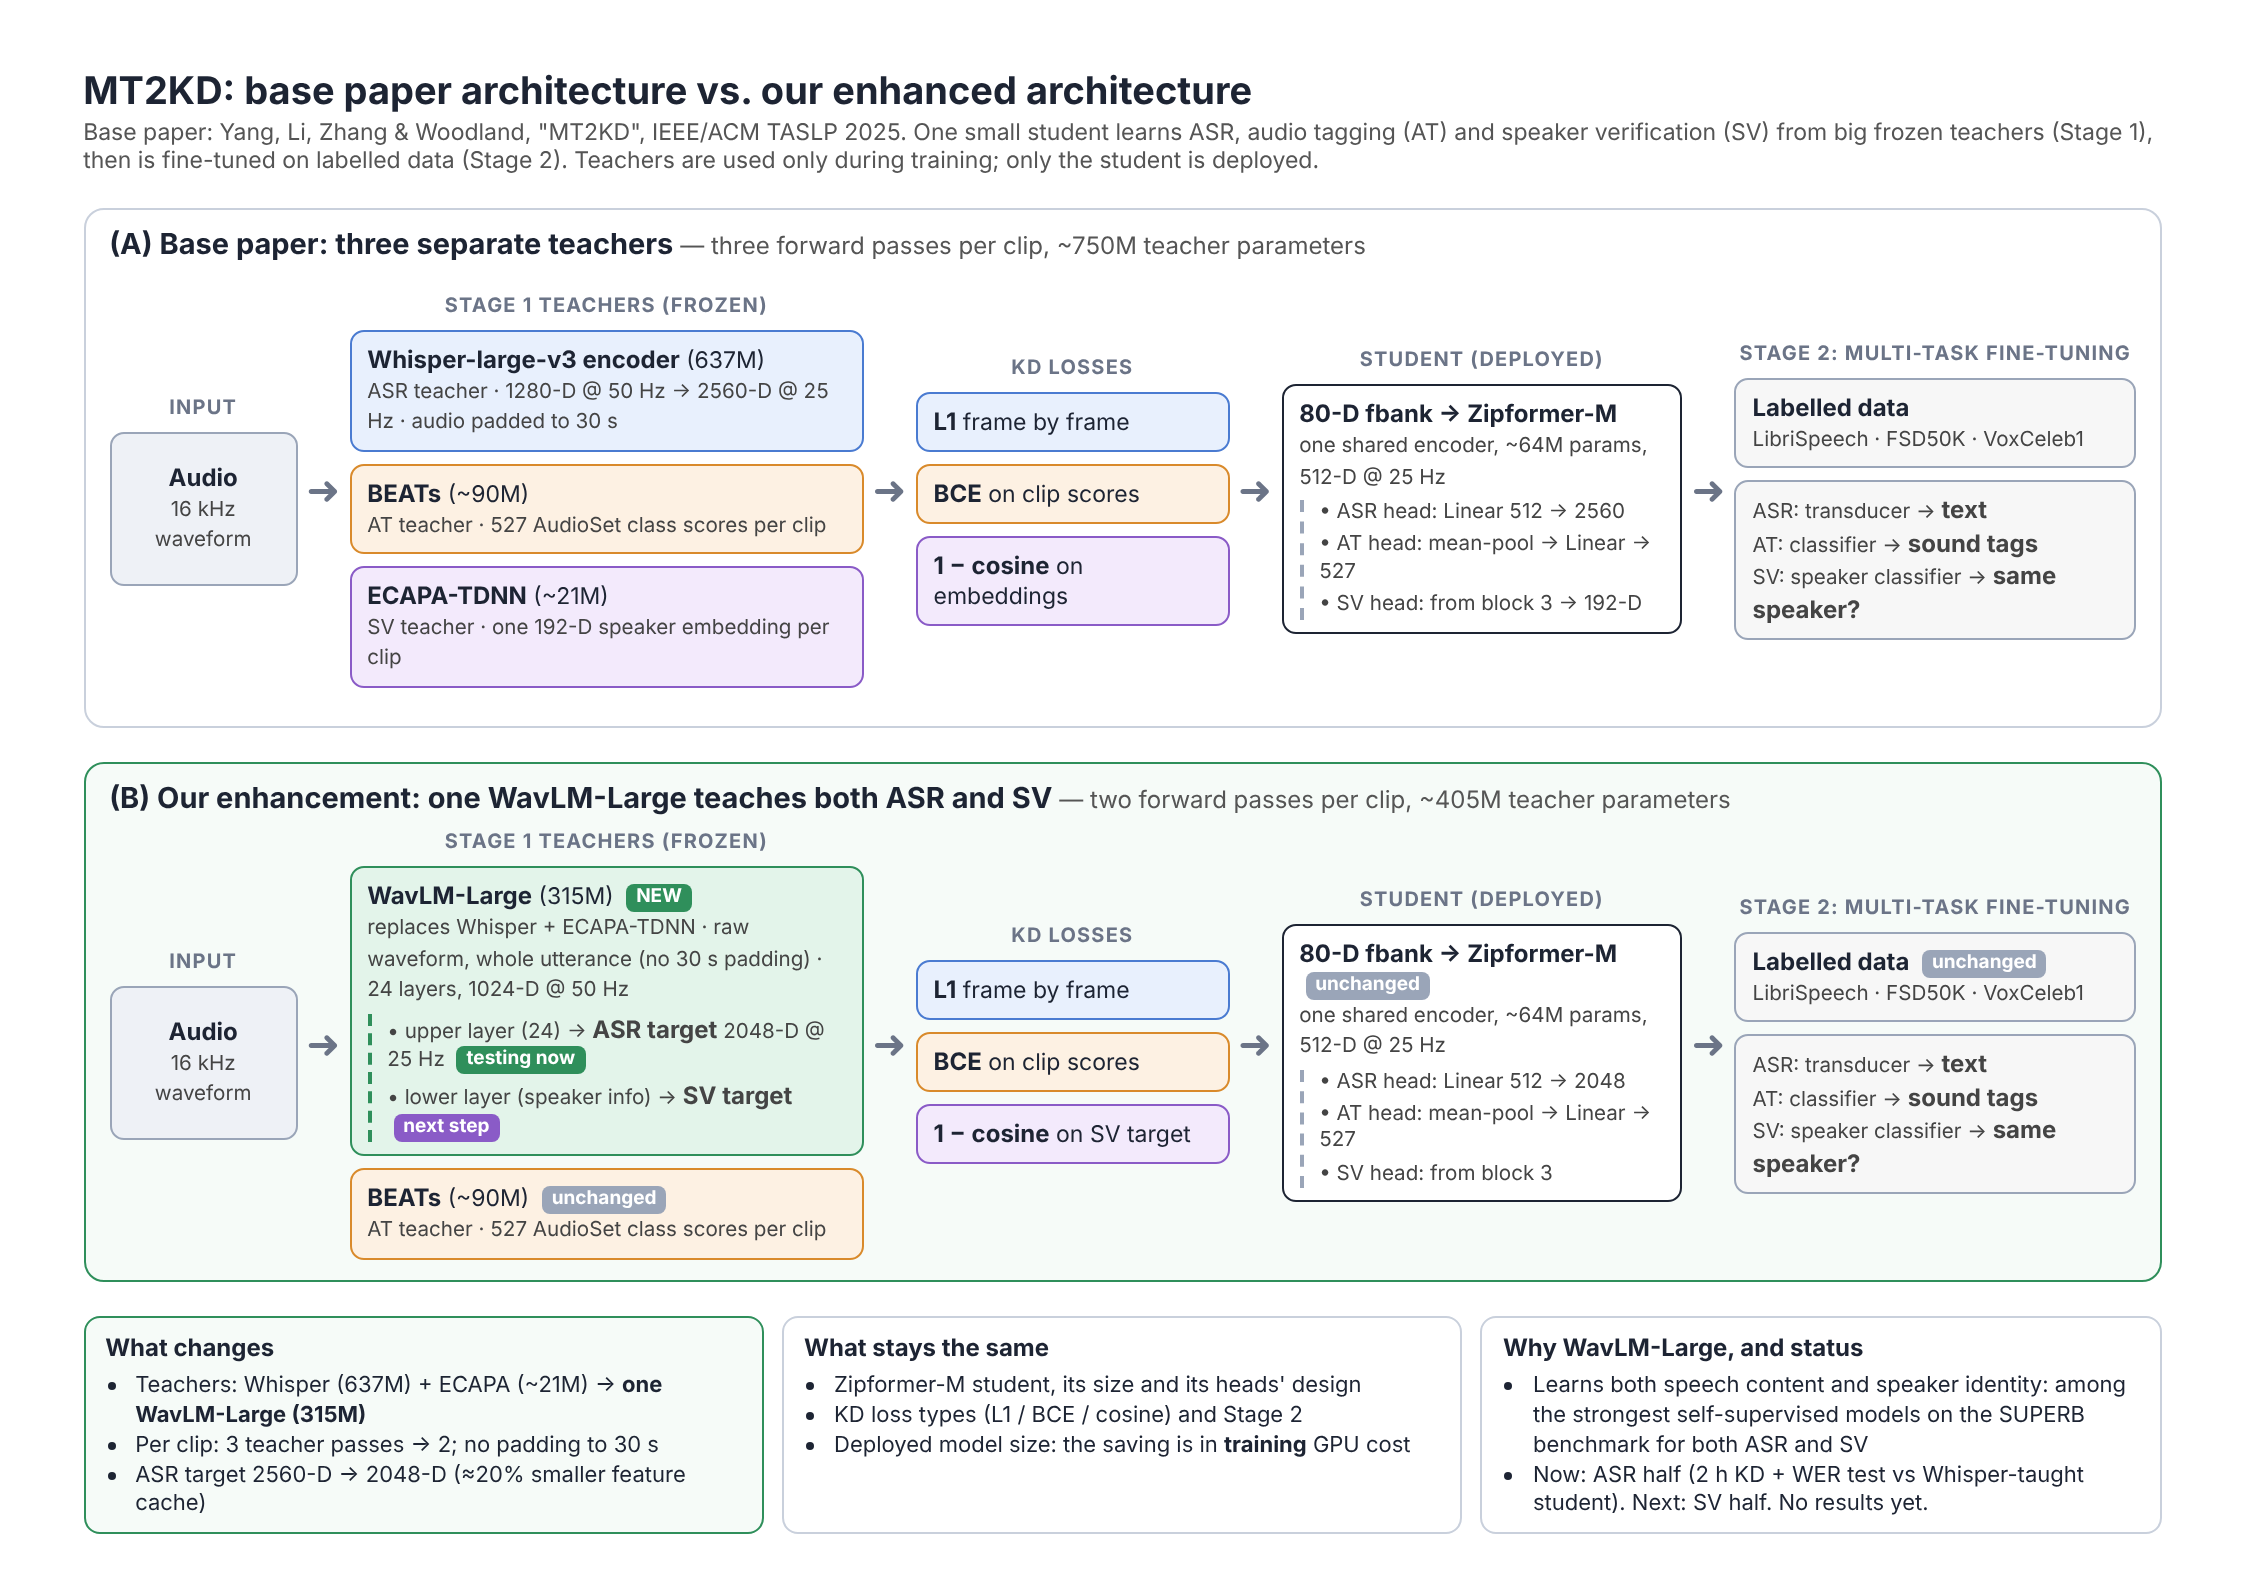 MT2KD: base paper architecture vs. our enhanced architecture
Base paper: Yang, Li, Zhang & Woodland, "MT2KD", IEEE/ACM TASLP 2025. One small student learns ASR, audio tagging (AT) and speaker verification (SV) from big frozen teachers (Stage 1),
then is fine-tuned on labelled data (Stage 2). Teachers are used only during training; only the student is deployed.
(A) Base paper: three separate teachers — three forward passes per clip, ~750M teacher parameters
INPUT
Audio
16 kHz
waveform
➜
STAGE 1 TEACHERS (FROZEN)
Whisper-large-v3 encoder (637M)
ASR teacher · 1280-D @ 50 Hz → 2560-D @ 25
Hz · audio padded to 30 s
BEATs (~90M)
AT teacher · 527 AudioSet class scores per clip
ECAPA-TDNN (~21M)
SV teacher · one 192-D speaker embedding per
clip
➜
KD LOSSES
L1 frame by frame
BCE on clip scores
1 − cosine on
embeddings
➜
STUDENT (DEPLOYED)
80-D fbank → Zipformer-M
one shared encoder, ~64M params,
512-D @ 25 Hz
• ASR head: Linear 512 → 2560
• AT head: mean-pool → Linear →
527
• SV head: from block 3 → 192-D
➜
STAGE 2: MULTI-TASK FINE-TUNING
Labelled data
LibriSpeech · FSD50K · VoxCeleb1
ASR: transducer → text
AT: classifier → sound tags
SV: speaker classifier → same
speaker?
(B) Our enhancement: one WavLM-Large teaches both ASR and SV — two forward passes per clip, ~405M teacher parameters
INPUT
Audio
16 kHz
waveform
➜
STAGE 1 TEACHERS (FROZEN)
WavLM-Large (315M) NEW
replaces Whisper + ECAPA-TDNN · raw
waveform, whole utterance (no 30 s padding) ·
24 layers, 1024-D @ 50 Hz
• upper layer (24) → ASR target 2048-D @
25 Hz testing now
• lower layer (speaker info) → SV target
next step
BEATs (~90M) unchanged
AT teacher · 527 AudioSet class scores per clip
➜
KD LOSSES
L1 frame by frame
BCE on clip scores
1 − cosine on SV target
➜
STUDENT (DEPLOYED)
80-D fbank → Zipformer-M
unchanged
one shared encoder, ~64M params,
512-D @ 25 Hz
• ASR head: Linear 512 → 2048
• AT head: mean-pool → Linear →
527
• SV head: from block 3
➜
STAGE 2: MULTI-TASK FINE-TUNING
Labelled data unchanged
LibriSpeech · FSD50K · VoxCeleb1
ASR: transducer → text
AT: classifier → sound tags
SV: speaker classifier → same
speaker?
What changes
• Teachers: Whisper (637M) + ECAPA (~21M) → one
WavLM-Large (315M)
• Per clip: 3 teacher passes → 2; no padding to 30 s
• ASR target 2560-D → 2048-D (≈20% smaller feature
cache)
What stays the same
• Zipformer-M student, its size and its heads' design
• KD loss types (L1 / BCE / cosine) and Stage 2
• Deployed model size: the saving is in training GPU cost
Why WavLM-Large, and status
• Learns both speech content and speaker identity: among
the strongest self-supervised models on the SUPERB
benchmark for both ASR and SV
• Now: ASR half (2 h KD + WER test vs Whisper-taught
student). Next: SV half. No results yet.